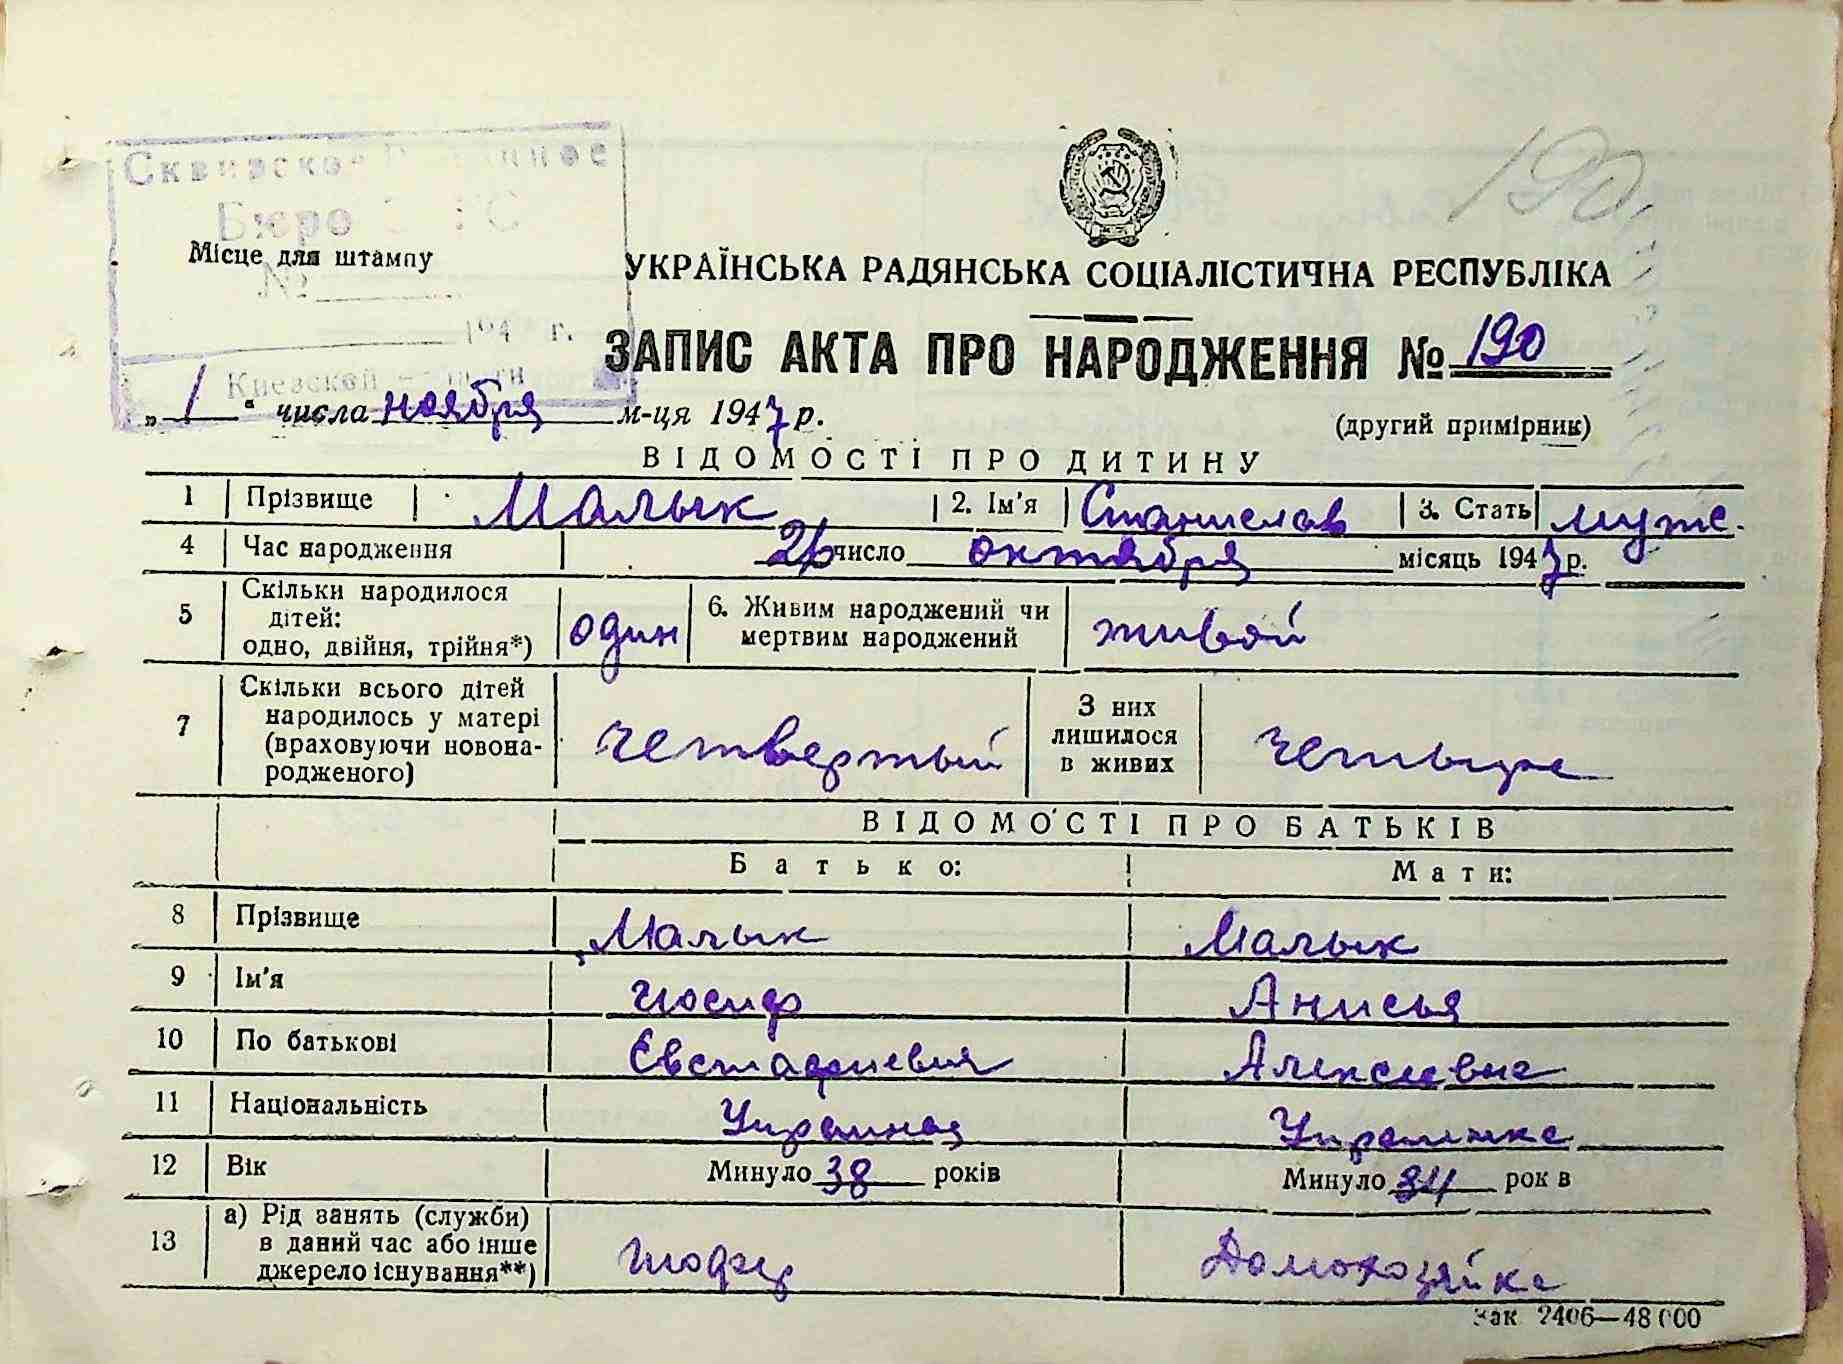 190
Сквирское
Бюро
Місце для штампу
№
194 г.
Киевской области
УКРАЇНСЬКА РАДЯНСЬКА СОЦІАЛІСТИЧНА РЕСПУБЛІКА
ЗАПИС АКТА ПРО НАРОДЖЕННЯ № 190
„ 1 “ числа ноября м-ця 1947 р.
(другий примірник)
ВІДОМОСТІ ПРО ДИТИНУ
1 Прізвище Малык 2. Ім'я Станислав 3. Стать муж.
4 Час народження 26 число октября місяць 1947 р.
5 Скільки народилося дітей: одно, двійня, трійня*) один 6. Живим народжений чи мертвим народжений живой
7 Скільки всього дітей народилось у матері (враховуючи новонародженого) четвертый З них лишилося в живих четыре
ВІДОМОСТІ ПРО БАТЬКІВ
Батько: Мати:
8 Прізвище Малык Малык
9 Ім'я Иосиф Анисья
10 По батькові Євстафиевич Алексеевна
11 Національність Украинец Украинка
12 Вік Минуло 38 років Минуло 34 рок в
13 а) Рід занять (служби) в даний час або інше джерело існування**) Домохозяйка
Зак 2406—48 000